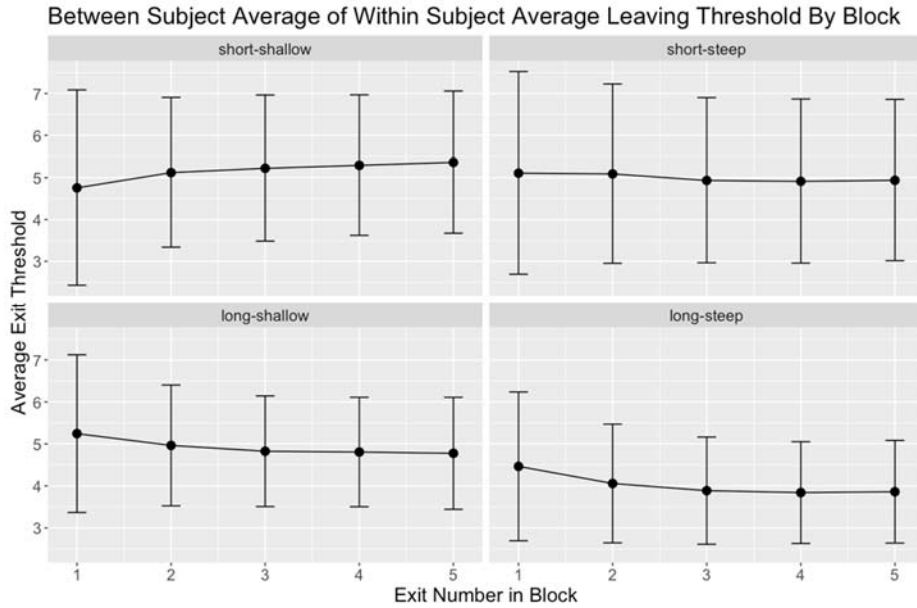 Between Subject Average of Within Subject Average Leaving Threshold By Block
short-shallow
short-steep
7
6
5
4
3
long-shallow
long-steep
7
6
5
4
3
Average Exit Threshold
1 2 3 4 5
1 2 3 4 5
Exit Number in Block